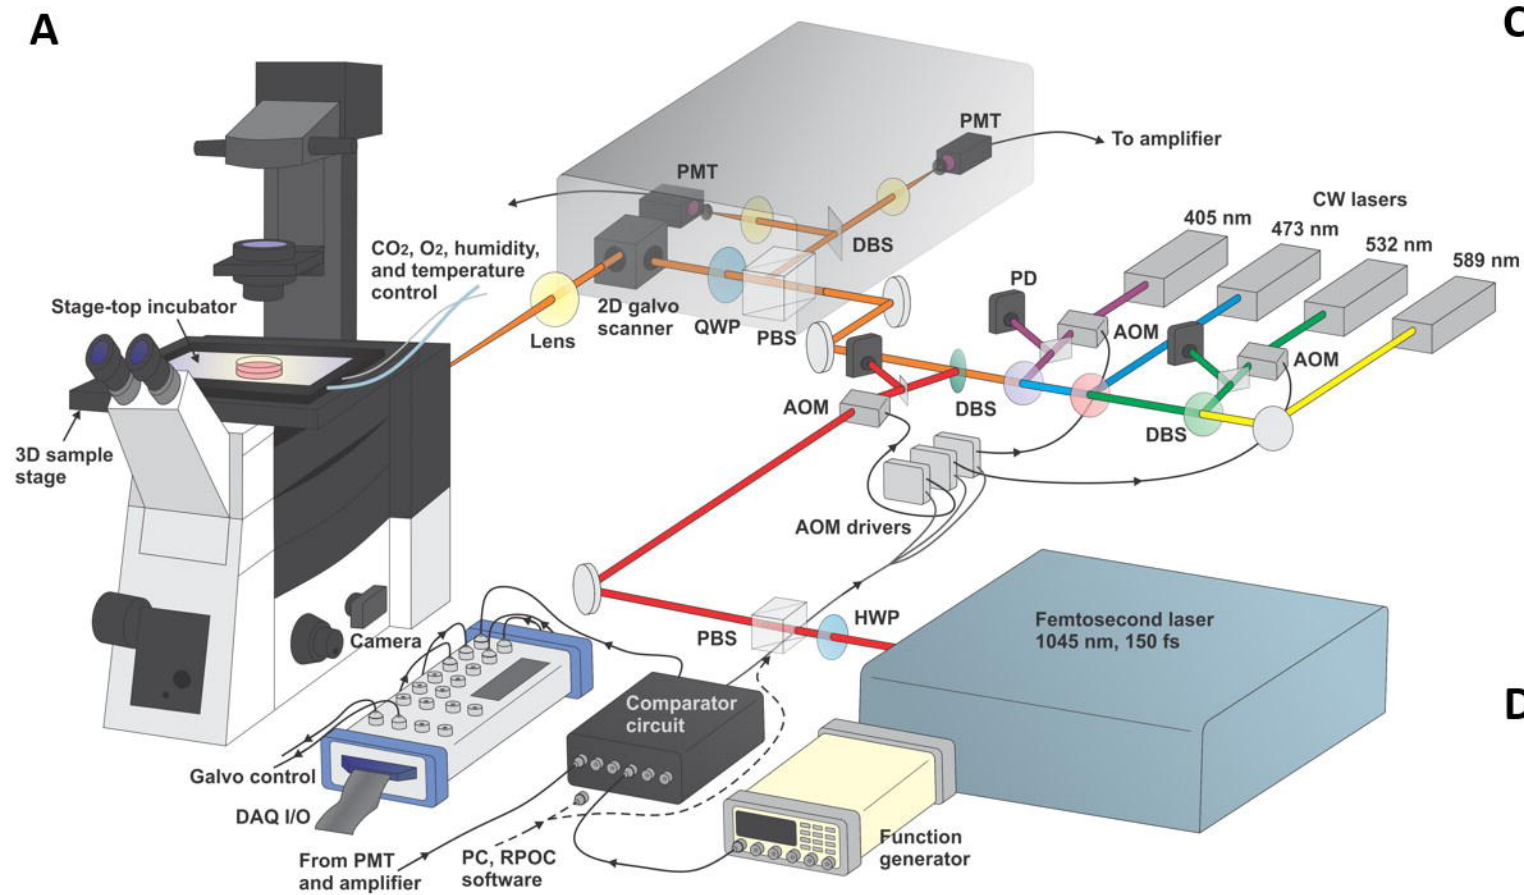 A
C
PMT
To amplifier
PMT
CW lasers
405 nm
473 nm
532 nm
589 nm
DBS
CO2, O2, humidity,
and temperature
control
PD
Stage-top incubator
2D galvo
scanner
QWP
PBS
Lens
AOM
AOM
AOM
DBS
DBS
3D sample
stage
AOM drivers
Femtosecond laser
1045 nm, 150 fs
HWP
PBS
Camera
Comparator
circuit
D
Galvo control
DAQ I/O
Function
generator
From PMT
and amplifier
PC, RPOC
software